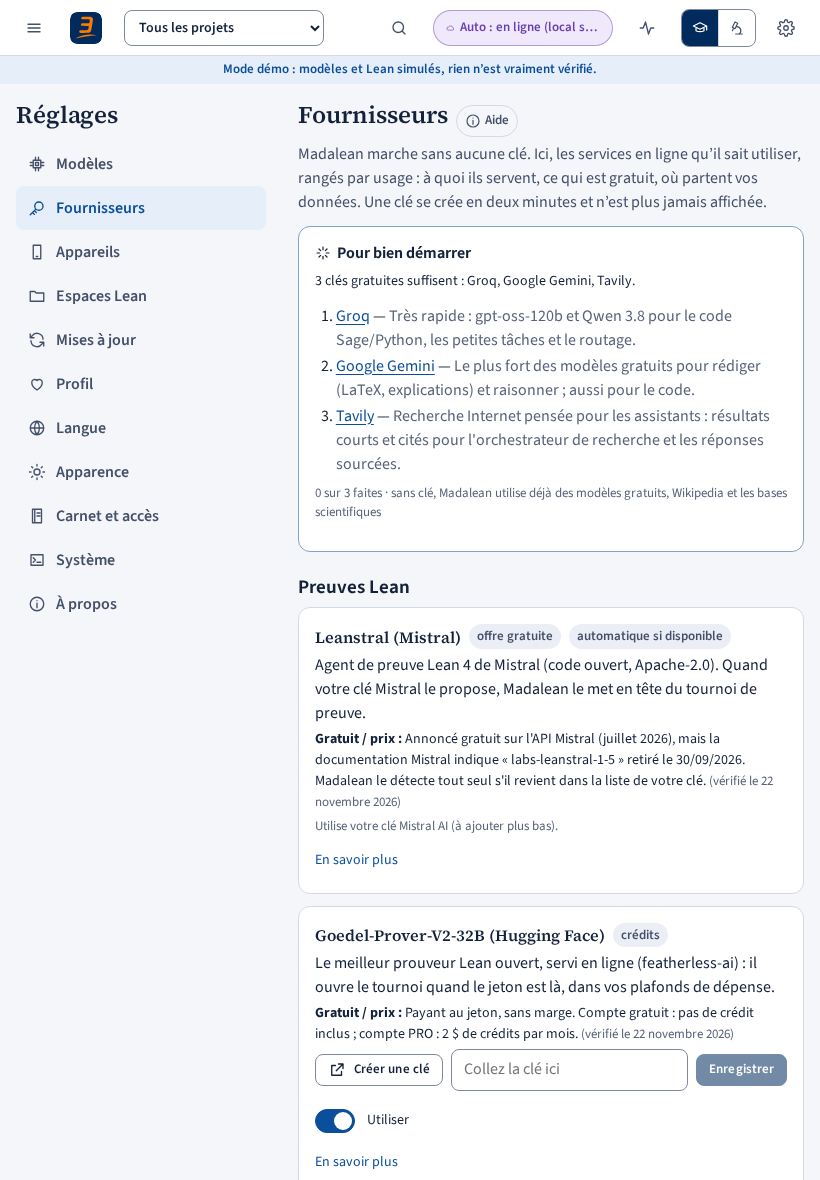 Tous les projets
Auto : en ligne (local s…
Mode démo : modèles et Lean simulés, rien n’est vraiment vérifié.
Réglages
Modèles
Fournisseurs
Appareils
Espaces Lean
Mises à jour
Profil
Langue
Apparence
Carnet et accès
Système
À propos
Fournisseurs
Aide
Madalean marche sans aucune clé. Ici, les services en ligne qu’il sait utiliser,
rangés par usage : à quoi ils servent, ce qui est gratuit, où partent vos
données. Une clé se crée en deux minutes et n’est plus jamais affichée.
Pour bien démarrer
3 clés gratuites suffisent : Groq, Google Gemini, Tavily.
1. Groq — Très rapide : gpt-oss-120b et Qwen 3.8 pour le code
Sage/Python, les petites tâches et le routage.
2. Google Gemini — Le plus fort des modèles gratuits pour rédiger
(LaTeX, explications) et raisonner ; aussi pour le code.
3. Tavily — Recherche Internet pensée pour les assistants : résultats
courts et cités pour l'orchestrateur de recherche et les réponses
sourcées.
0 sur 3 faites · sans clé, Madalean utilise déjà des modèles gratuits, Wikipedia et les bases
scientifiques
Preuves Lean
Leanstral (Mistral) offre gratuite automatique si disponible
Agent de preuve Lean 4 de Mistral (code ouvert, Apache-2.0). Quand
votre clé Mistral le propose, Madalean le met en tête du tournoi de
preuve.
Gratuit / prix : Annoncé gratuit sur l'API Mistral (juillet 2026), mais la
documentation Mistral indique « labs-leanstral-1-5 » retiré le 30/09/2026.
Madalean le détecte tout seul s'il revient dans la liste de votre clé. (vérifié le 22
novembre 2026)
Utilise votre clé Mistral AI (à ajouter plus bas).
En savoir plus
Goedel-Prover-V2-32B (Hugging Face) crédits
Le meilleur prouveur Lean ouvert, servi en ligne (featherless-ai) : il
ouvre le tournoi quand le jeton est là, dans vos plafonds de dépense.
Gratuit / prix : Payant au jeton, sans marge. Compte gratuit : pas de crédit
inclus ; compte PRO : 2 $ de crédits par mois. (vérifié le 22 novembre 2026)
Créer une clé
Collez la clé ici
Enregistrer
Utiliser
En savoir plus